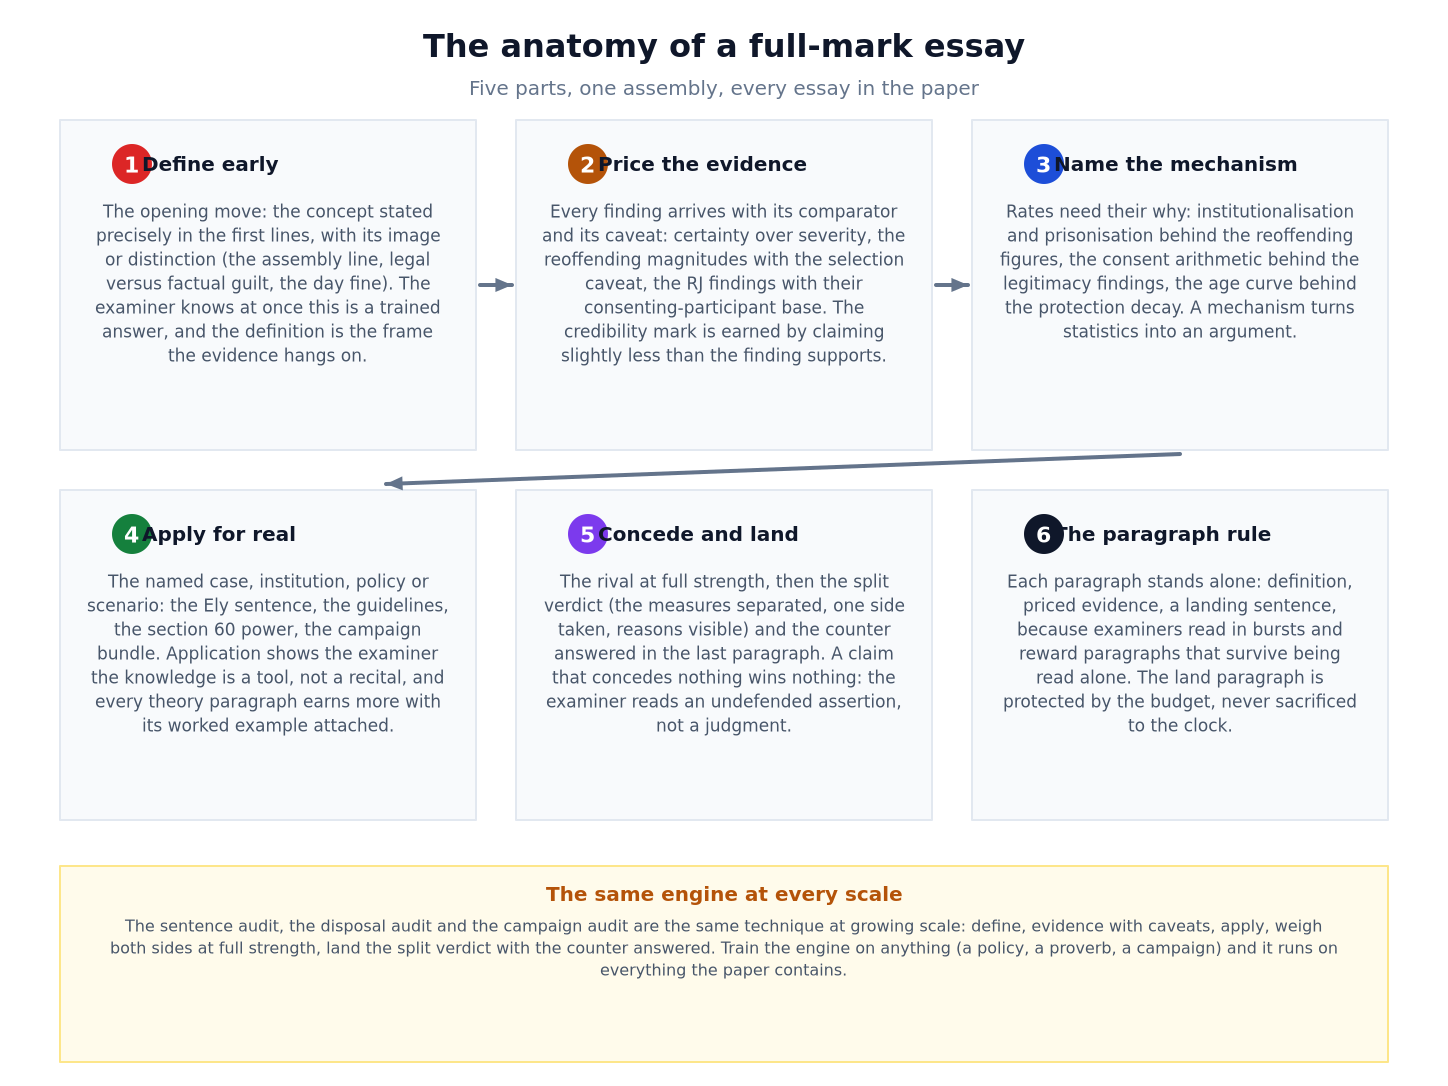 The anatomy of a full-mark essay
Five parts, one assembly, every essay in the paper
1 Define early
The opening move: the concept stated
precisely in the first lines, with its image
or distinction (the assembly line, legal
versus factual guilt, the day fine). The
examiner knows at once this is a trained
answer, and the definition is the frame
the evidence hangs on.
2 Price the evidence
Every finding arrives with its comparator
and its caveat: certainty over severity, the
reoffending magnitudes with the selection
caveat, the RJ findings with their
consenting-participant base. The
credibility mark is earned by claiming
slightly less than the finding supports.
3 Name the mechanism
Rates need their why: institutionalisation
and prisonisation behind the reoffending
figures, the consent arithmetic behind the
legitimacy findings, the age curve behind
the protection decay. A mechanism turns
statistics into an argument.
4 Apply for real
The named case, institution, policy or
scenario: the Ely sentence, the guidelines,
the section 60 power, the campaign
bundle. Application shows the examiner
the knowledge is a tool, not a recital, and
every theory paragraph earns more with
its worked example attached.
5 Concede and land
The rival at full strength, then the split
verdict (the measures separated, one side
taken, reasons visible) and the counter
answered in the last paragraph. A claim
that concedes nothing wins nothing: the
examiner reads an undefended assertion,
not a judgment.
6 The paragraph rule
Each paragraph stands alone: definition,
priced evidence, a landing sentence,
because examiners read in bursts and
reward paragraphs that survive being
read alone. The land paragraph is
protected by the budget, never sacrificed
to the clock.
The same engine at every scale
The sentence audit, the disposal audit and the campaign audit are the same technique at growing scale: define, evidence with caveats, apply, weigh
both sides at full strength, land the split verdict with the counter answered. Train the engine on anything (a policy, a proverb, a campaign) and it runs on
everything the paper contains.